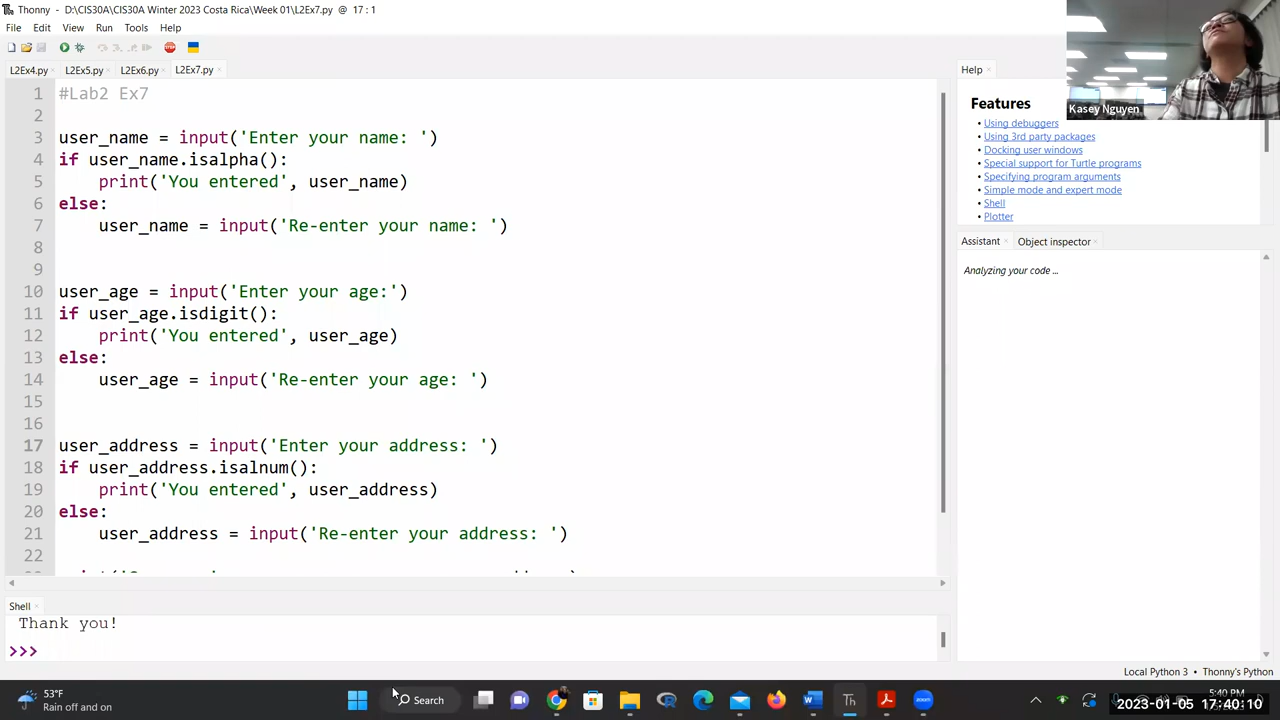 Thonny - D:\CIS30A\CIS30A Winter 2023 Costa Rica\Week 01\L2Ex7.py @ 17 : 1
File Edit View Run Tools Help
L2Ex4.py L2Ex5.py L2Ex6.py L2Ex7.py
1 #Lab2 Ex7
2
3 user_name = input('Enter your name: ')
4 if user_name.isalpha():
5 print('You entered', user_name)
6 else:
7 user_name = input('Re-enter your name: ')
8
9
10 user_age = input('Enter your age:')
11 if user_age.isdigit():
12 print('You entered', user_age)
13 else:
14 user_age = input('Re-enter your age: ')
15
16
17 user_address = input('Enter your address: ')
18 if user_address.isalnum():
19 print('You entered', user_address)
20 else:
21 user_address = input('Re-enter your address: ')
22
Shell
Thank you!
>>>
Help
Features
• Using debuggers
• Using 3rd party packages
• Docking user windows
• Special support for Turtle programs
• Specifying program arguments
• Simple mode and expert mode
• Shell
• Plotter
Kasey Nguyen
Assistant Object inspector
Analyzing your code ...
Local Python 3 • Thonny's Python
53°F
Rain off and on
Search
5:40 PM
2023-01-05 17:40:10